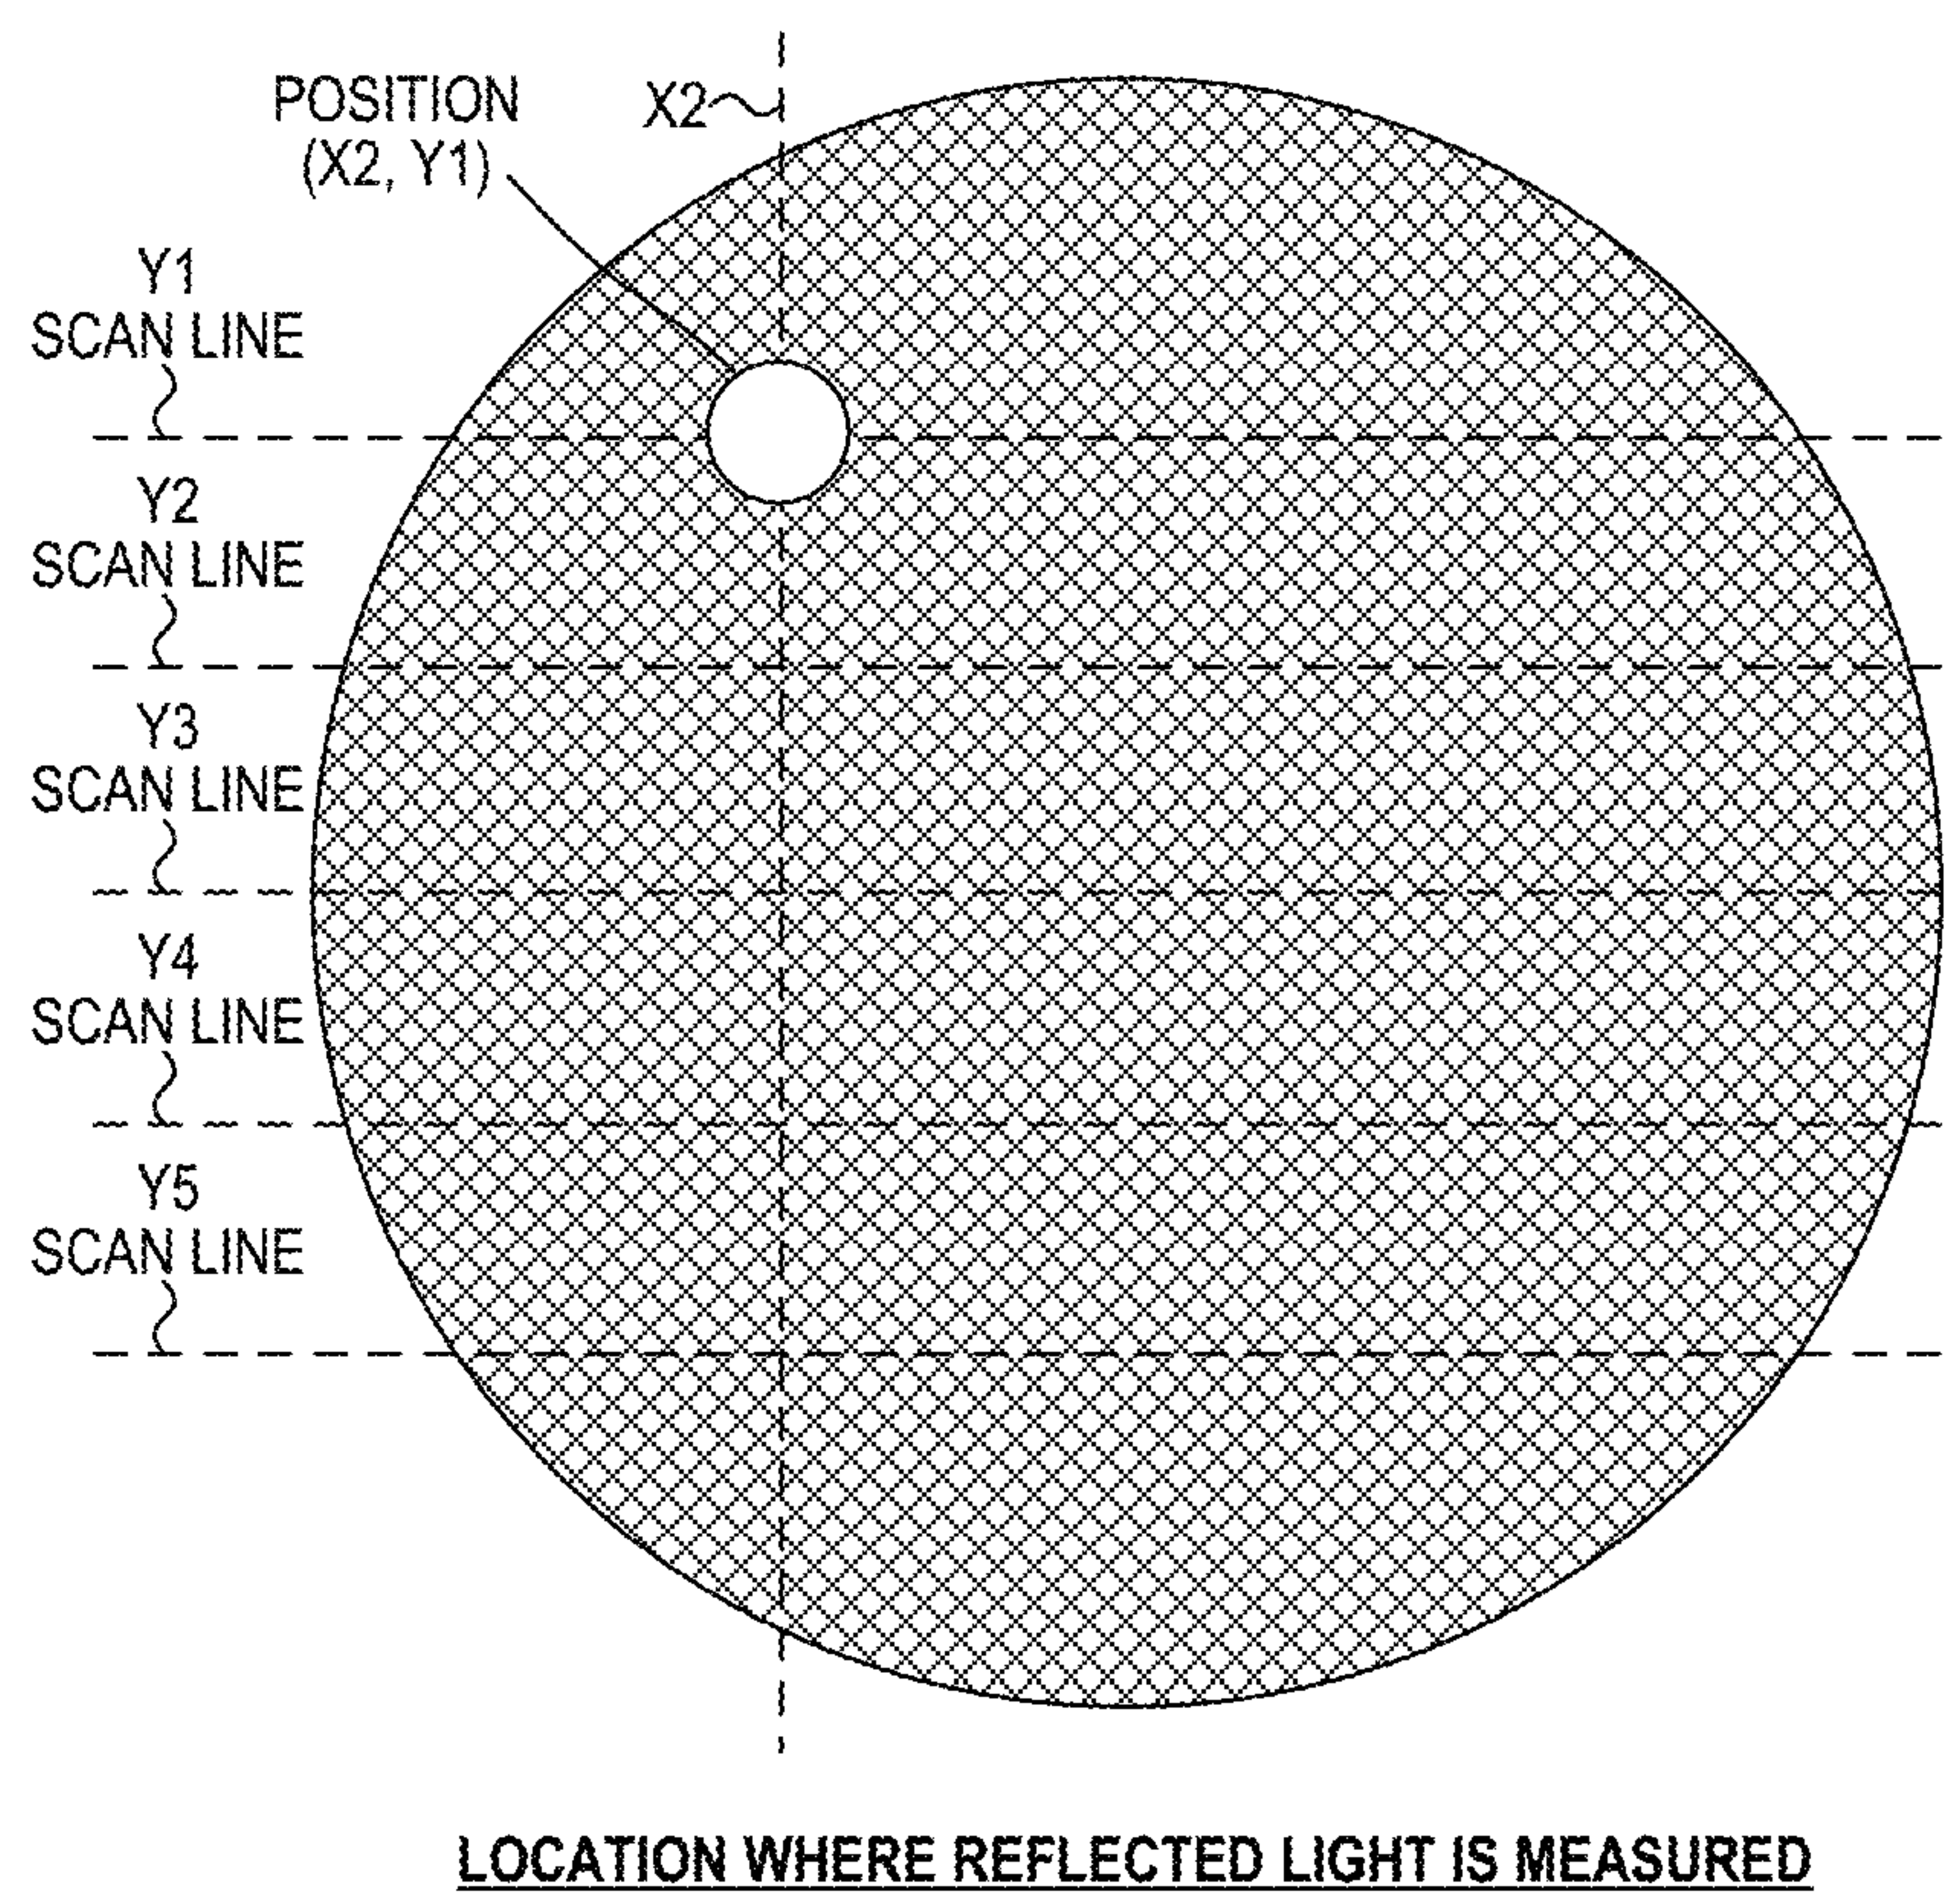 POSITION
(X2, Y1)
X2
Y1
SCAN LINE
Y2
SCAN LINE
Y3
SCAN LINE
Y4
SCAN LINE
Y5
SCAN LINE
LOCATION WHERE REFLECTED LIGHT IS MEASURED